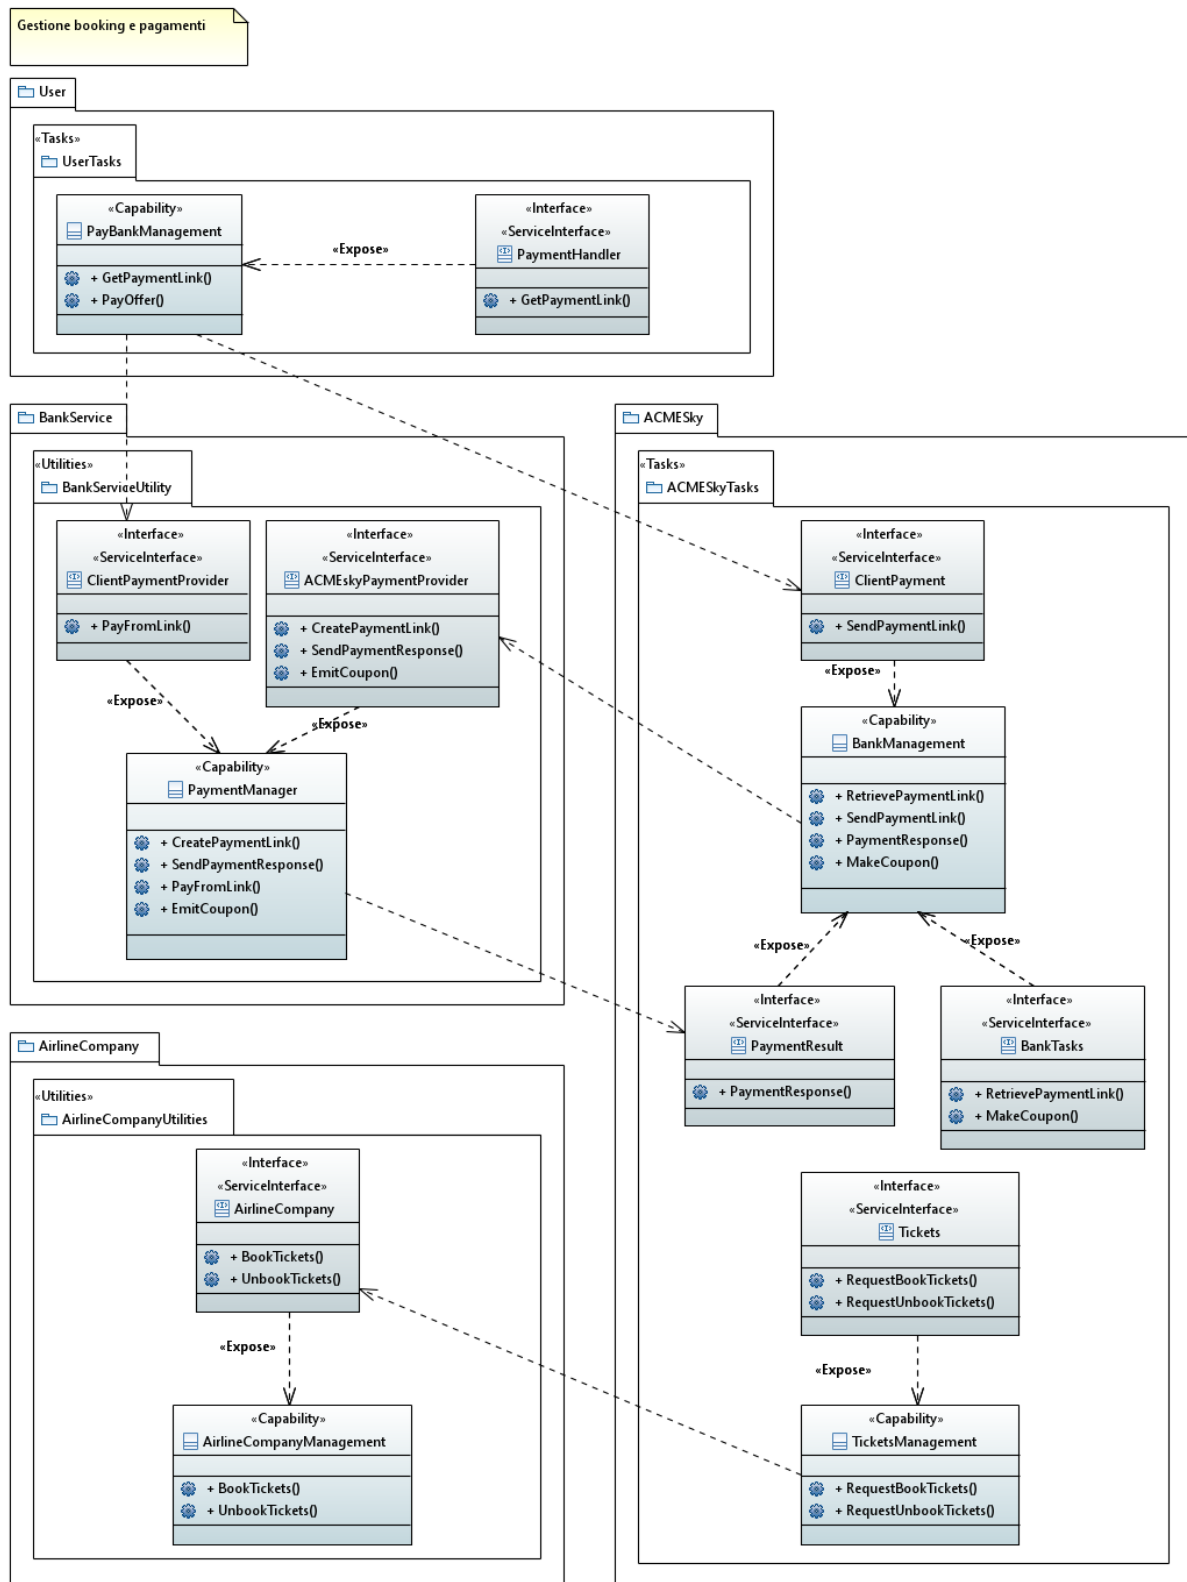 Gestione booking e pagamenti
User
«Tasks»
UserTasks
«Capability»
PayBankManagement
+ GetPaymentLink()
+ PayOffer()
«Expose»
«Interface»
«ServiceInterface»
PaymentHandler
+ GetPaymentLink()
BankService
«Utilities»
BankServiceUtility
«Interface»
«ServiceInterface»
ClientPaymentProvider
+ PayFromLink()
«Interface»
«ServiceInterface»
ACMEskyPaymentProvider
+ CreatePaymentLink()
+ SendPaymentResponse()
+ EmitCoupon()
«Expose»
«Expose»
«Capability»
PaymentManager
+ CreatePaymentLink()
+ SendPaymentResponse()
+ PayFromLink()
+ EmitCoupon()
ACMESky
«Tasks»
ACMESkyTasks
«Interface»
«ServiceInterface»
ClientPayment
+ SendPaymentLink()
«Expose»
«Capability»
BankManagement
+ RetrievePaymentLink()
+ SendPaymentLink()
+ PaymentResponse()
+ MakeCoupon()
«Expose»
«Expose»
«Interface»
«ServiceInterface»
PaymentResult
+ PaymentResponse()
«Interface»
«ServiceInterface»
BankTasks
+ RetrievePaymentLink()
+ MakeCoupon()
«Interface»
«ServiceInterface»
Tickets
+ RequestBookTickets()
+ RequestUnbookTickets()
«Expose»
«Capability»
TicketsManagement
+ RequestBookTickets()
+ RequestUnbookTickets()
AirlineCompany
«Utilities»
AirlineCompanyUtilities
«Interface»
«ServiceInterface»
AirlineCompany
+ BookTickets()
+ UnbookTickets()
«Expose»
«Capability»
AirlineCompanyManagement
+ BookTickets()
+ UnbookTickets()